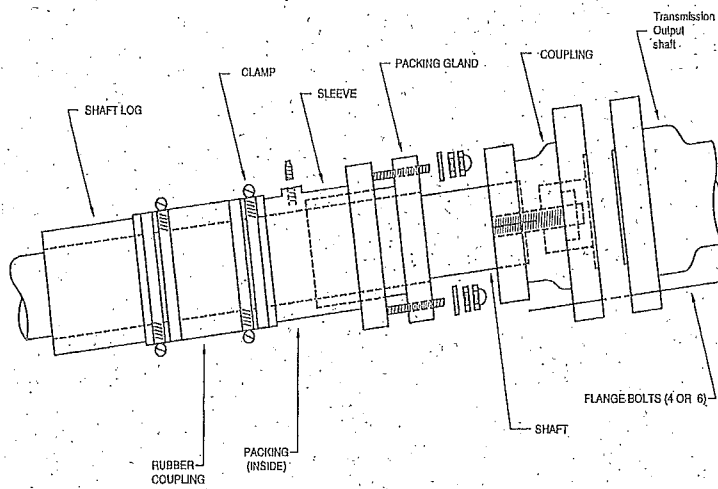 Transmission
Output
shaft
COUPLING
PACKING GLAND
CLAMP
SLEEVE
SHAFT LOG
FLANGE BOLTS (4 OR 6)
SHAFT
PACKING
(INSIDE)
RUBBER
COUPLING